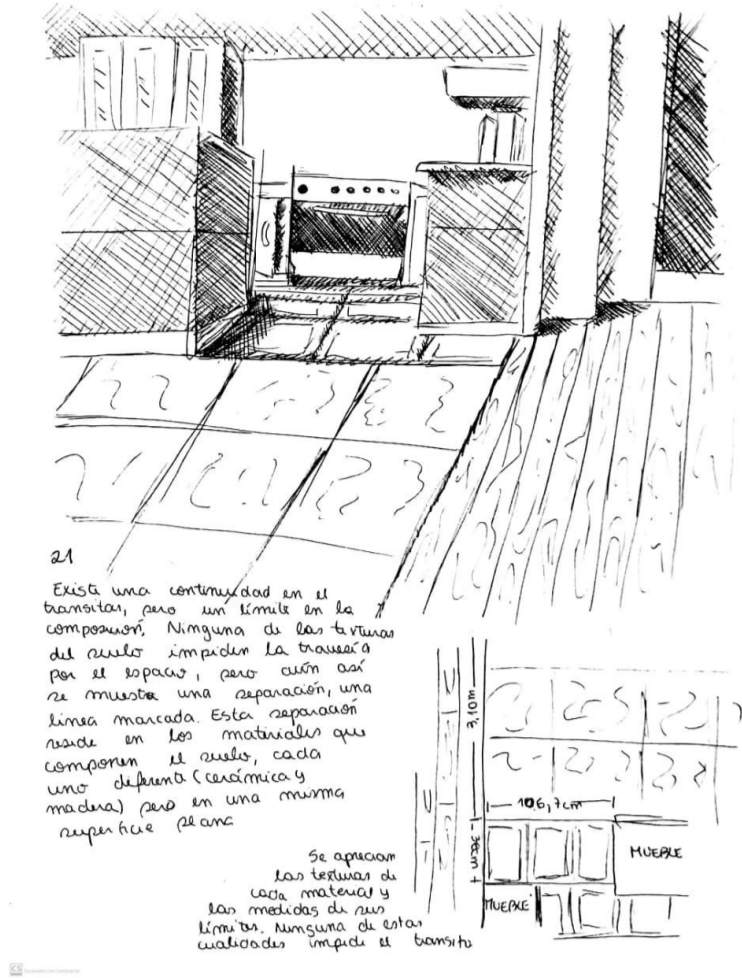 21
Existe una continuidad en el
transitar, pero un límite en la
composición. Ninguna de las texturas
del suelo impiden la travesía
por el espacio, pero aún así
se muestra una separación, una
línea marcada. Esta separación
reside en los materiales que
componen el suelo, cada
uno diferente (cerámica y
madera) pero en una misma
superficie plana
Se aprecian
las texturas de
cada material y
las medidas de sus
límites. Ninguna de estas
cualidades impide el transito
3,10m
106,7cm
30cm
MUEBLE
MUEBLE
CS